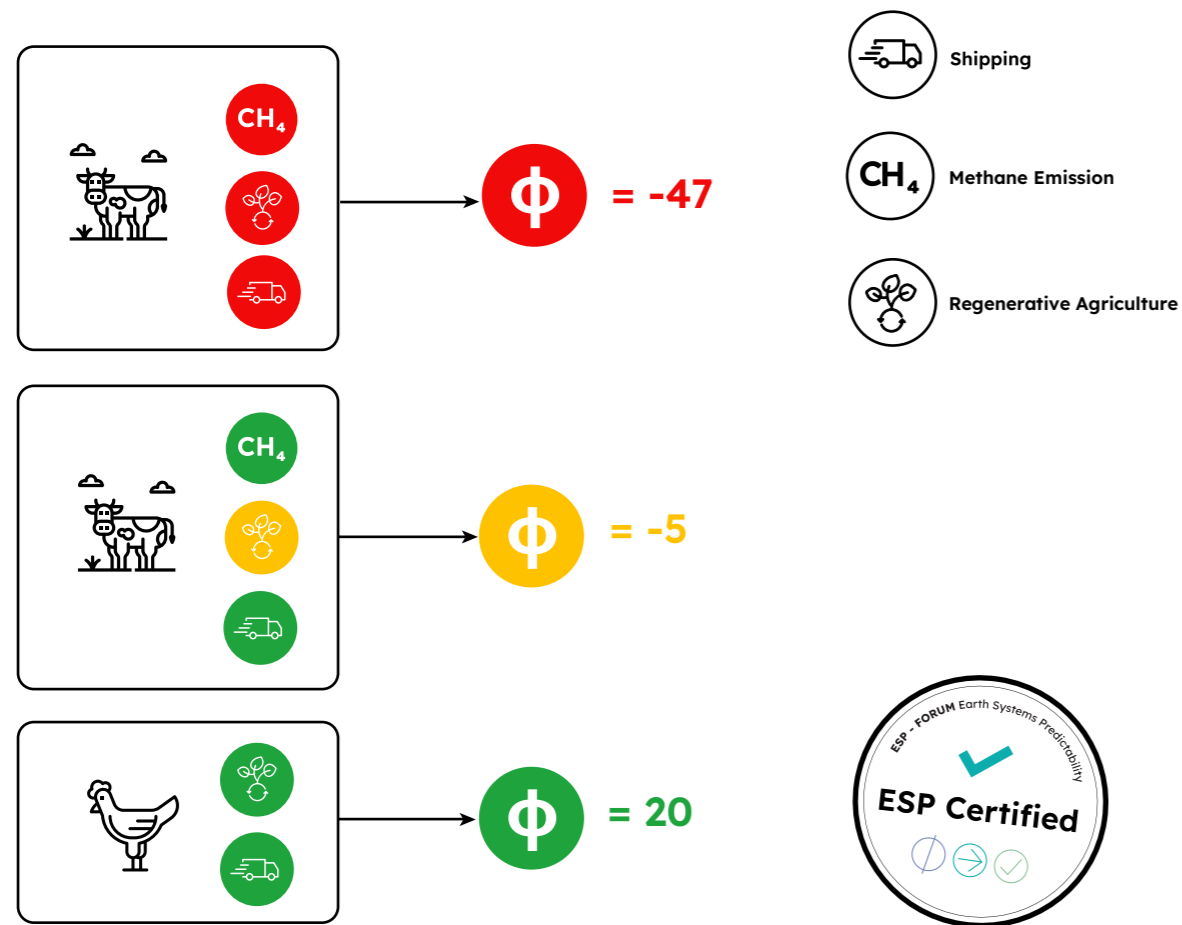 CH₄
ϕ = -47
CH₄
ϕ = -5
ϕ = 20
Shipping
CH₄ Methane Emission
Regenerative Agriculture
ESP - FORUM Earth Systems Predictability
ESP Certified